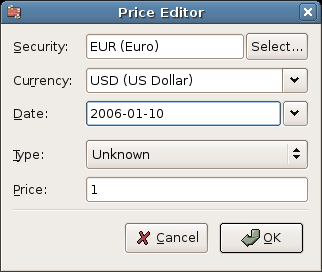 Price Editor
Security: EUR (Euro) Select...
Currency: USD (US Dollar)
Date: 2006-01-10
Type: Unknown
Price: 1
Cancel OK